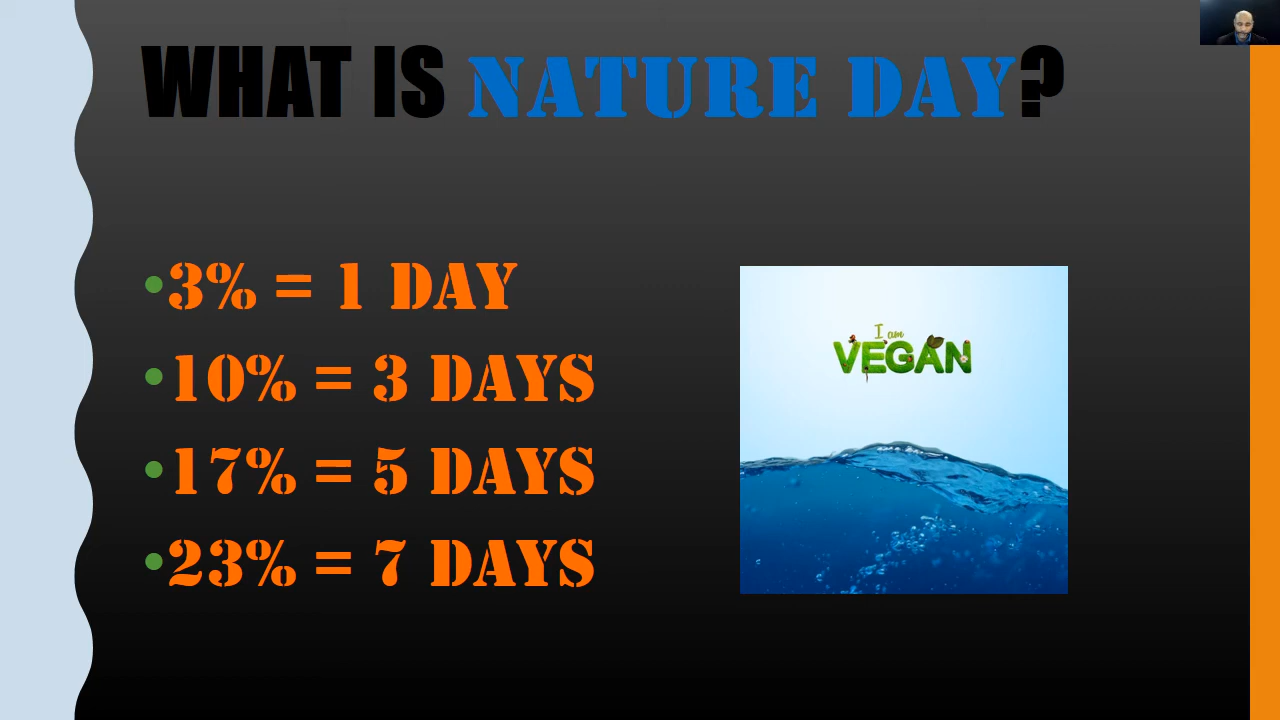 WHAT IS NATURE DAY?
•3% = 1 DAY
•10% = 3 DAYS
•17% = 5 DAYS
•23% = 7 DAYS
I am
VEGAN